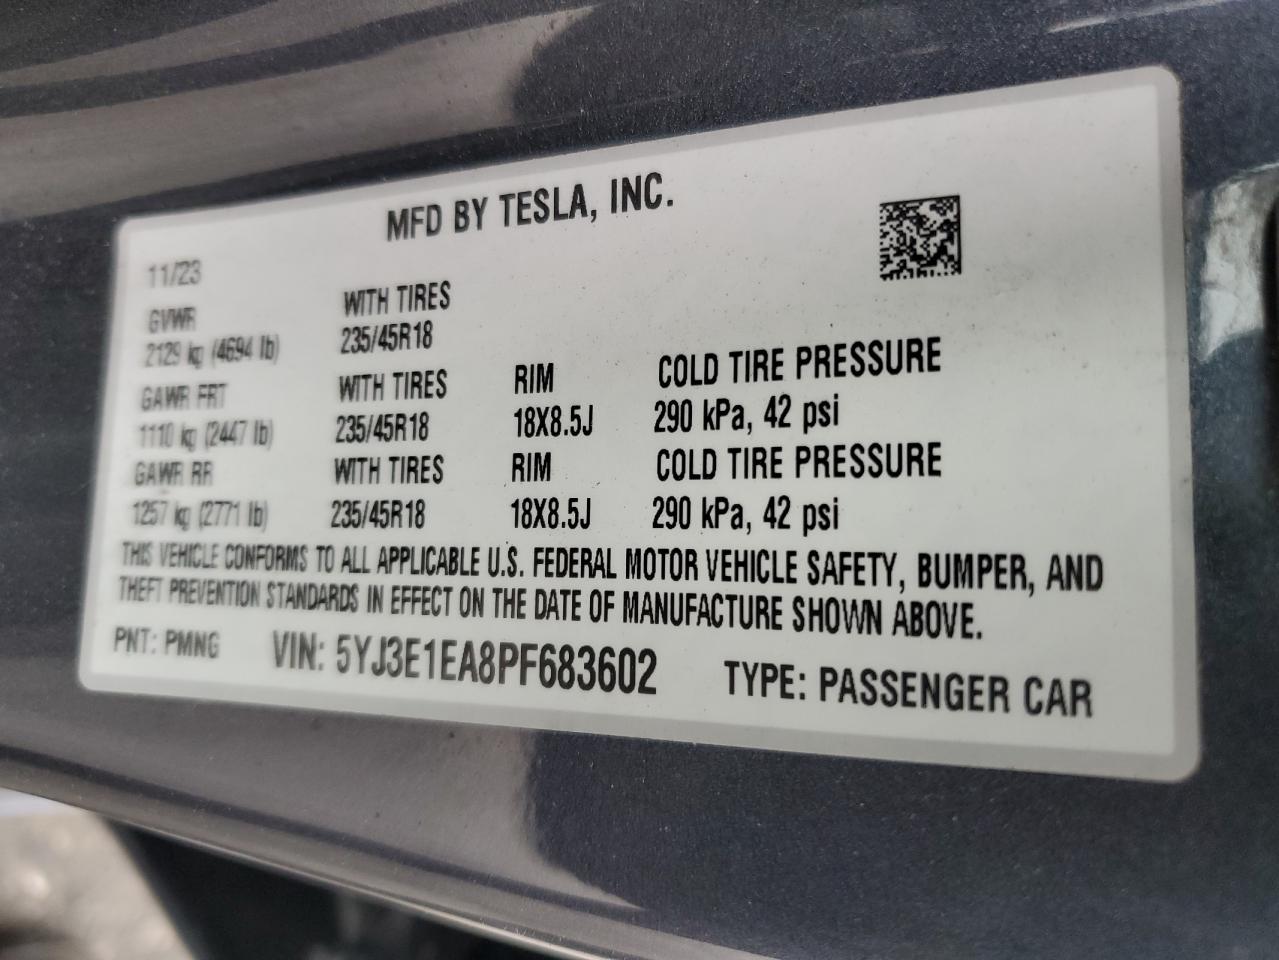 MFD BY TESLA, INC.
11/23
GVWR WITH TIRES
2129 kg (4694 lb) 235/45R18
GAWR FRT WITH TIRES RIM COLD TIRE PRESSURE
1110 kg (2447 lb) 235/45R18 18X8.5J 290 kPa, 42 psi
GAWR RR WITH TIRES RIM COLD TIRE PRESSURE
1257 kg (2771 lb) 235/45R18 18X8.5J 290 kPa, 42 psi
THIS VEHICLE CONFORMS TO ALL APPLICABLE U.S. FEDERAL MOTOR VEHICLE SAFETY, BUMPER, AND
THEFT PREVENTION STANDARDS IN EFFECT ON THE DATE OF MANUFACTURE SHOWN ABOVE.
PNT: PMNG VIN: 5YJ3E1EA8PF683602 TYPE: PASSENGER CAR